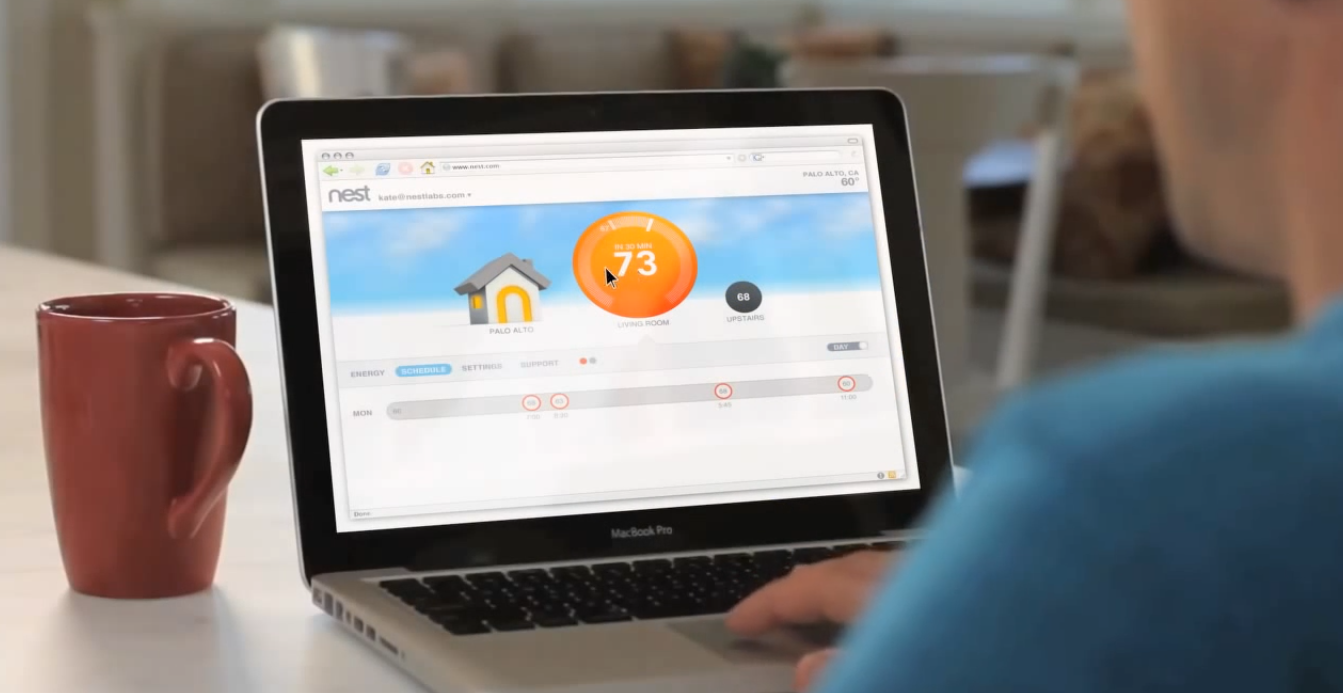 www.nest.com
nest kate@nestlabs.com
PALO ALTO, CA
60°
IN 30 MIN
73
68
PALO ALTO
LIVING ROOM
UPSTAIRS
ENERGY SCHEDULE SETTINGS SUPPORT
DAY
MON
Done
MacBook Pro